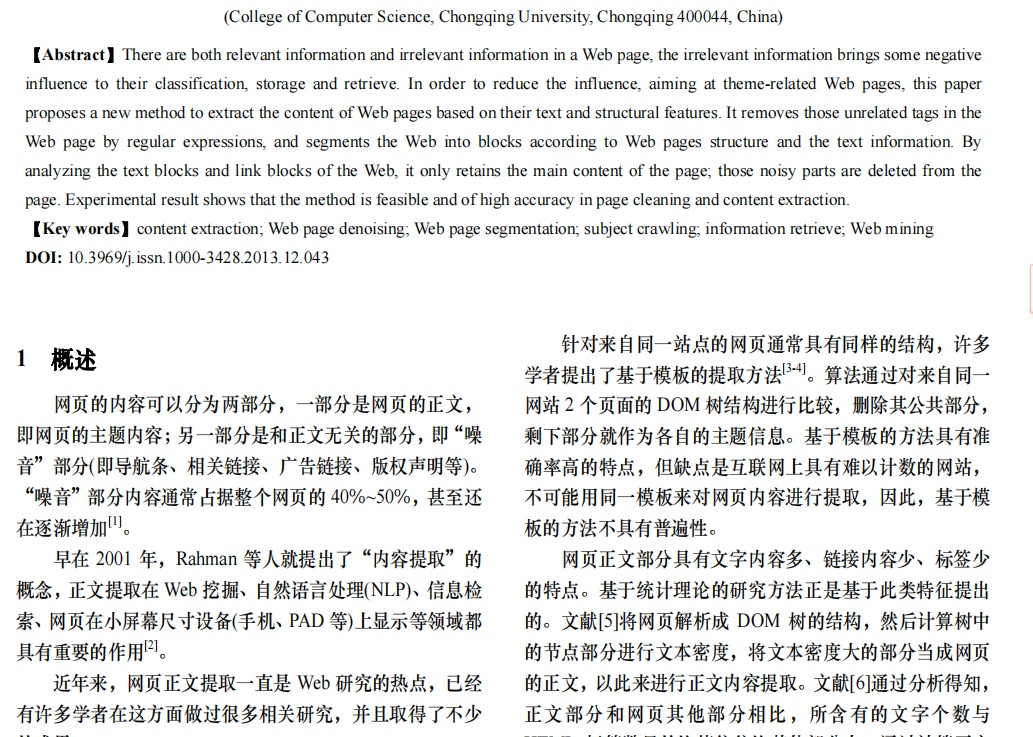 (College of Computer Science, Chongqing University, Chongqing 400044, China)
【Abstract】There are both relevant information and irrelevant information in a Web page, the irrelevant information brings some negative
influence to their classification, storage and retrieve. In order to reduce the influence, aiming at theme-related Web pages, this paper
proposes a new method to extract the content of Web pages based on their text and structural features. It removes those unrelated tags in the
Web page by regular expressions, and segments the Web into blocks according to Web pages structure and the text information. By
analyzing the text blocks and link blocks of the Web, it only retains the main content of the page; those noisy parts are deleted from the
page. Experimental result shows that the method is feasible and of high accuracy in page cleaning and content extraction.
【Key words】content extraction; Web page denoising; Web page segmentation; subject crawling; information retrieve; Web mining
DOI: 10.3969/j.issn.1000-3428.2013.12.043
1 概述
网页的内容可以分为两部分，一部分是网页的正文，
即网页的主题内容；另一部分是和正文无关的部分，即“噪
音”部分(即导航条、相关链接、广告链接、版权声明等)。
“噪音”部分内容通常占据整个网页的 40%~50%，甚至还
在逐渐增加[1]。
早在 2001 年，Rahman 等人就提出了“内容提取”的
概念，正文提取在 Web 挖掘、自然语言处理(NLP)、信息检
索、网页在小屏幕尺寸设备(手机、PAD 等)上显示等领域都
具有重要的作用[2]。
近年来，网页正文提取一直是 Web 研究的热点，已经
有许多学者在这方面做过很多相关研究，并且取得了不少
针对来自同一站点的网页通常具有同样的结构，许多
学者提出了基于模板的提取方法[3-4]。算法通过对来自同一
网站 2 个页面的 DOM 树结构进行比较，删除其公共部分，
剩下部分就作为各自的主题信息。基于模板的方法具有准
确率高的特点，但缺点是互联网上具有难以计数的网站，
不可能用同一模板来对网页内容进行提取，因此，基于模
板的方法不具有普遍性。
网页正文部分具有文字内容多、链接内容少、标签少
的特点。基于统计理论的研究方法正是基于此类特征提出
的。文献[5]将网页解析成 DOM 树的结构，然后计算树中
的节点部分进行文本密度，将文本密度大的部分当成网页
的正文，以此来进行正文内容提取。文献[6]通过分析得知，
正文部分和网页其他部分相比，所含有的文字个数与